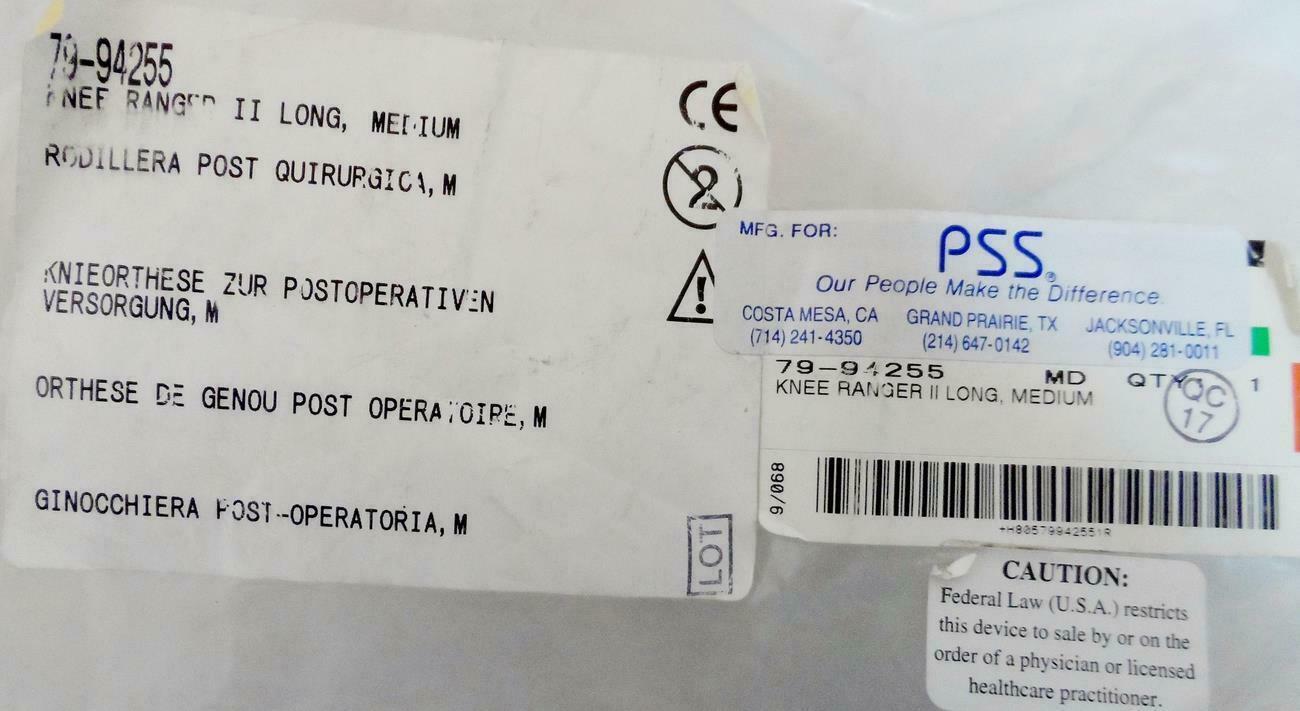 79-94255
KNEE RANGER II LONG, MEDIUM
RODILLERA POST QUIRURGICA, M
KNIEORTHESE ZUR POSTOPERATIVEN
VERSORGUNG, M
ORTHESE DE GENOU POST OPERATOIRE, M
GINOCCHIERA POST-OPERATORIA, M
CE
2
!
LOT
MFG. FOR:
PSS®
Our People Make the Difference.
COSTA MESA, CA GRAND PRAIRIE, TX JACKSONVILLE, FL
(714) 241-4350 (214) 647-0142 (904) 281-0011
79-94255 MD QTY: 1
KNEE RANGER II LONG, MEDIUM
QC
17
9/068
+H80579942551R
CAUTION:
Federal Law (U.S.A.) restricts
this device to sale by or on the
order of a physician or licensed
healthcare practitioner.